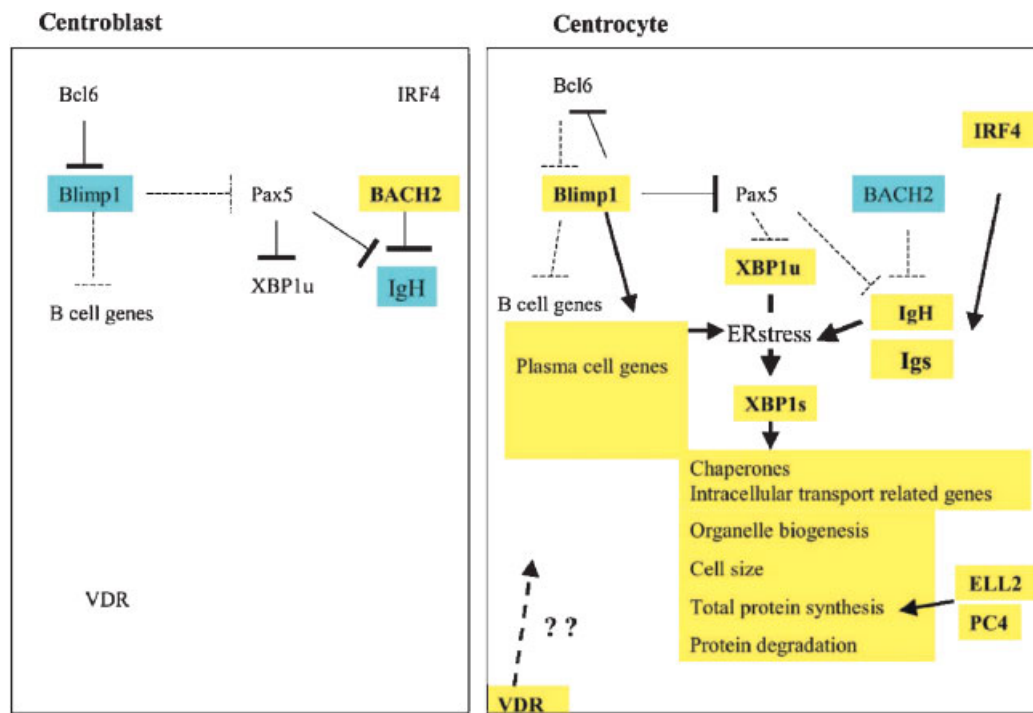 Centroblast
Bcl6
IRF4
Blimp1
Pax5
BACH2
XBP1u
IgH
B cell genes
VDR
Centrocyte
Bcl6
IRF4
Blimp1
Pax5
BACH2
XBP1u
B cell genes
IgH
ERstress
Igs
Plasma cell genes
XBP1s
Chaperones
Intracellular transport related genes
Organelle biogenesis
Cell size
ELL2
Total protein synthesis
PC4
? ?
Protein degradation
VDR